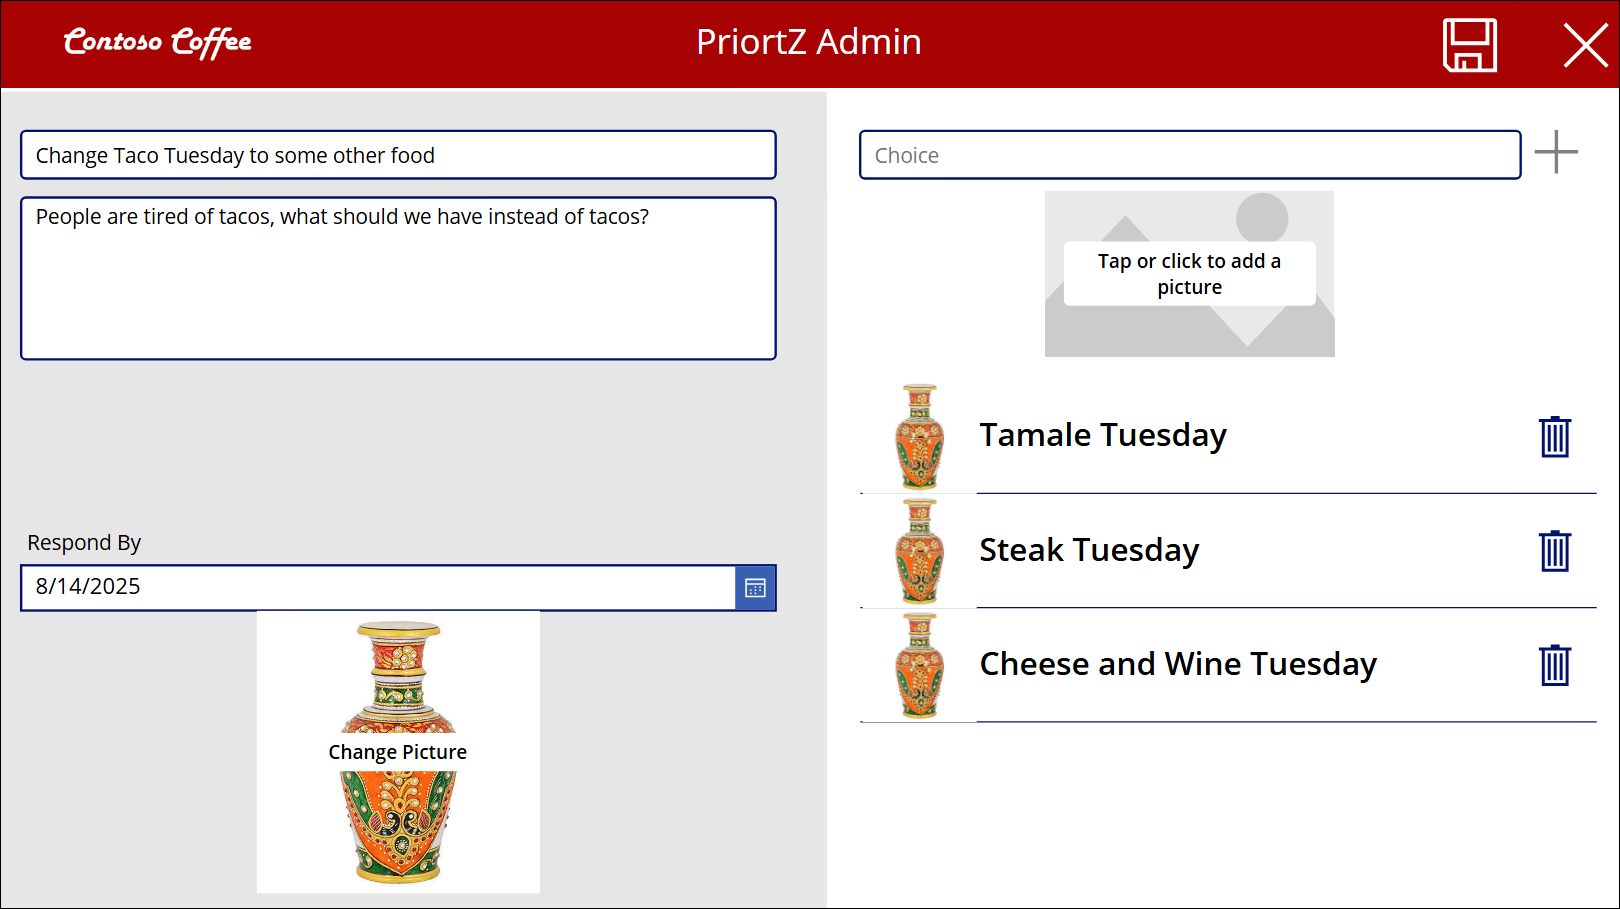 Contoso Coffee
PriortZ Admin
Change Taco Tuesday to some other food
People are tired of tacos, what should we have instead of tacos?
Respond By
8/14/2025
Change Picture
Choice
Tap or click to add a
picture
Tamale Tuesday
Steak Tuesday
Cheese and Wine Tuesday